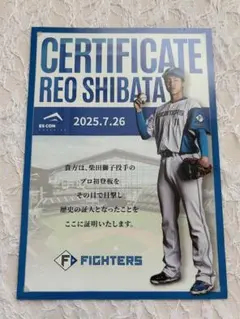 CERTIFICATE
REO SHIBATA
ES CON
2025.7.26
貴方は、柴田獅子投手の
プロ初登板を
その目で目撃し
歴史の証人となったことを
ここに証明いたします。
F FIGHTERS